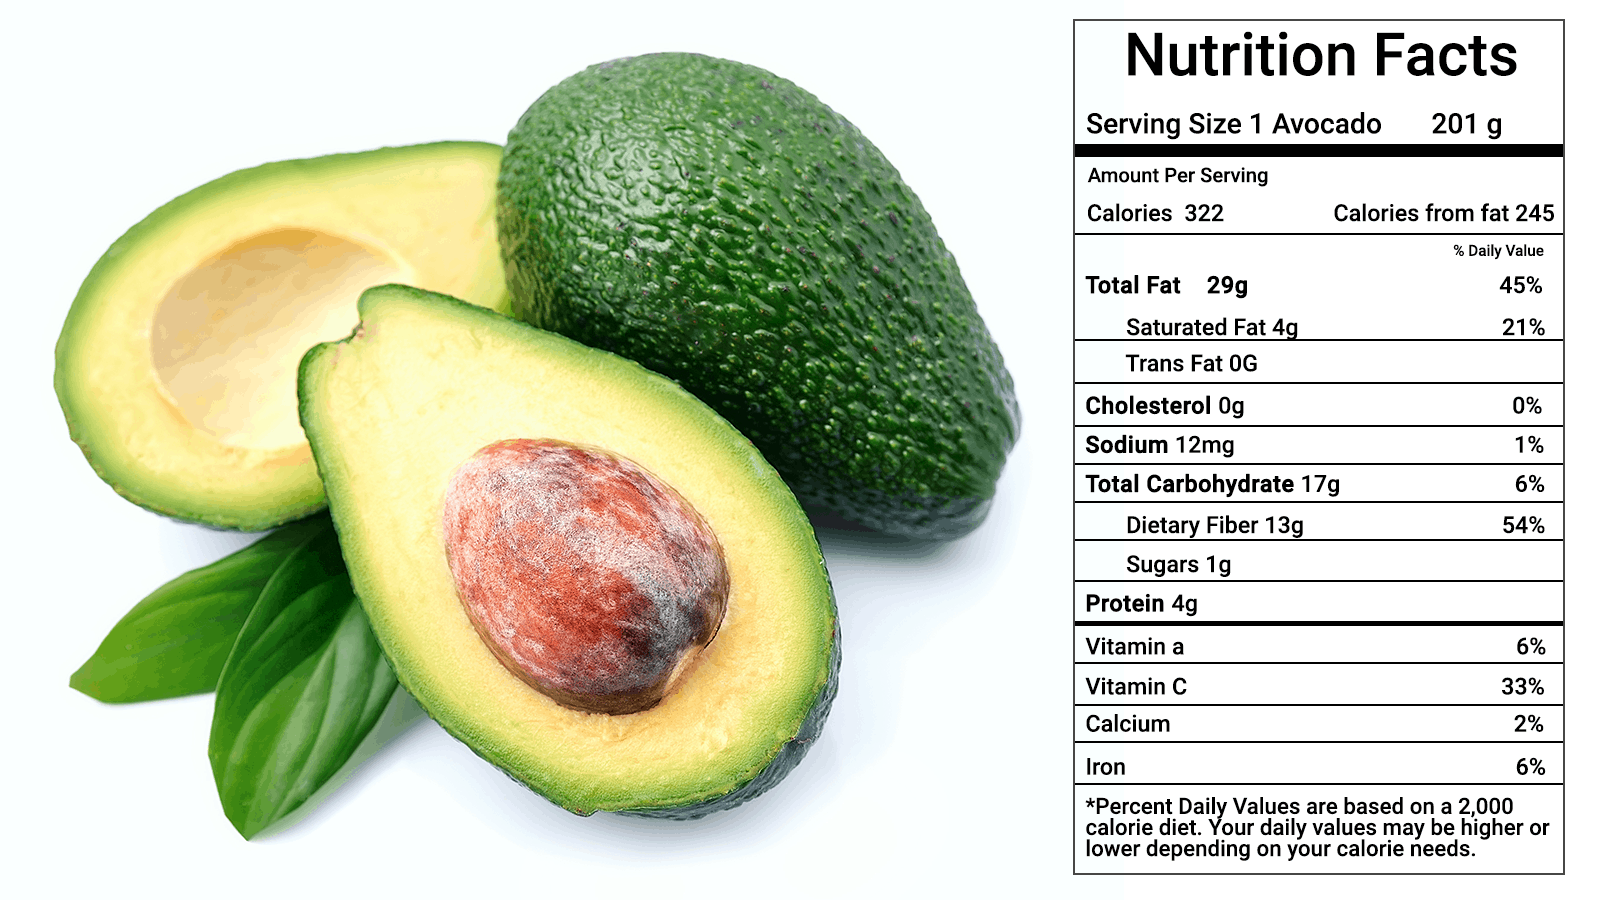 Nutrition Facts
Serving Size 1 Avocado 201 g
Amount Per Serving
Calories 322 Calories from fat 245
% Daily Value
Total Fat 29g 45%
Saturated Fat 4g 21%
Trans Fat 0G
Cholesterol 0g 0%
Sodium 12mg 1%
Total Carbohydrate 17g 6%
Dietary Fiber 13g 54%
Sugars 1g
Protein 4g
Vitamin a 6%
Vitamin C 33%
Calcium 2%
Iron 6%
*Percent Daily Values are based on a 2,000
calorie diet. Your daily values may be higher or
lower depending on your calorie needs.